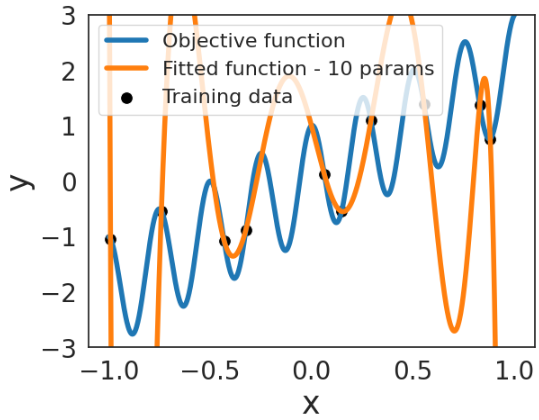 3
2
1
0
−1
−2
−3
y
Objective function
Fitted function - 10 params
Training data
−1.0 −0.5 0.0 0.5 1.0
x